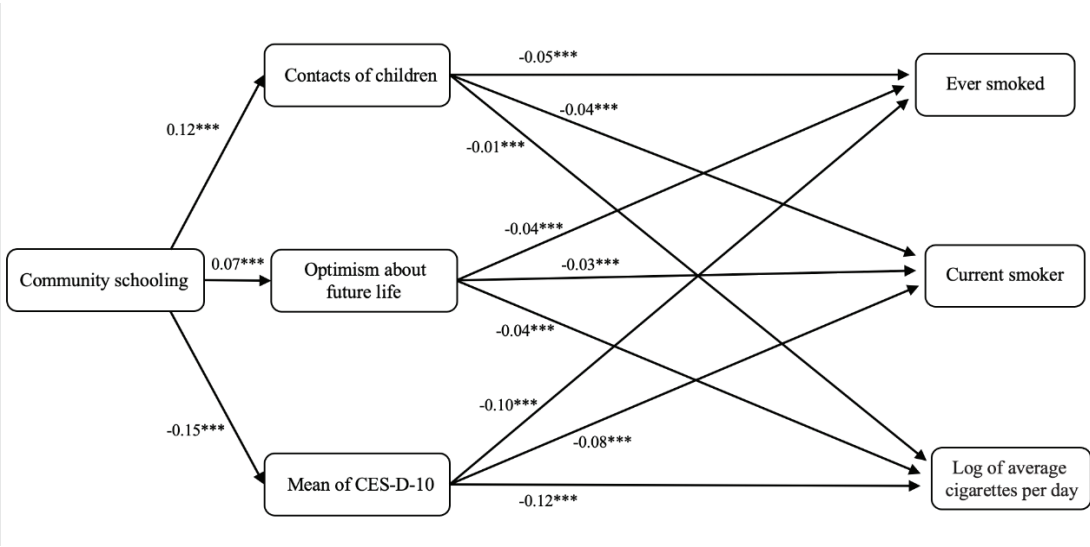 -0.05***
Contacts of children
Ever smoked
-0.04***
0.12***
-0.01***
-0.04***
0.07***
Optimism about
future life
-0.03***
Community schooling
Current smoker
-0.04***
-0.10***
-0.15***
-0.08***
Mean of CES-D-10
-0.12***
Log of average
cigarettes per day